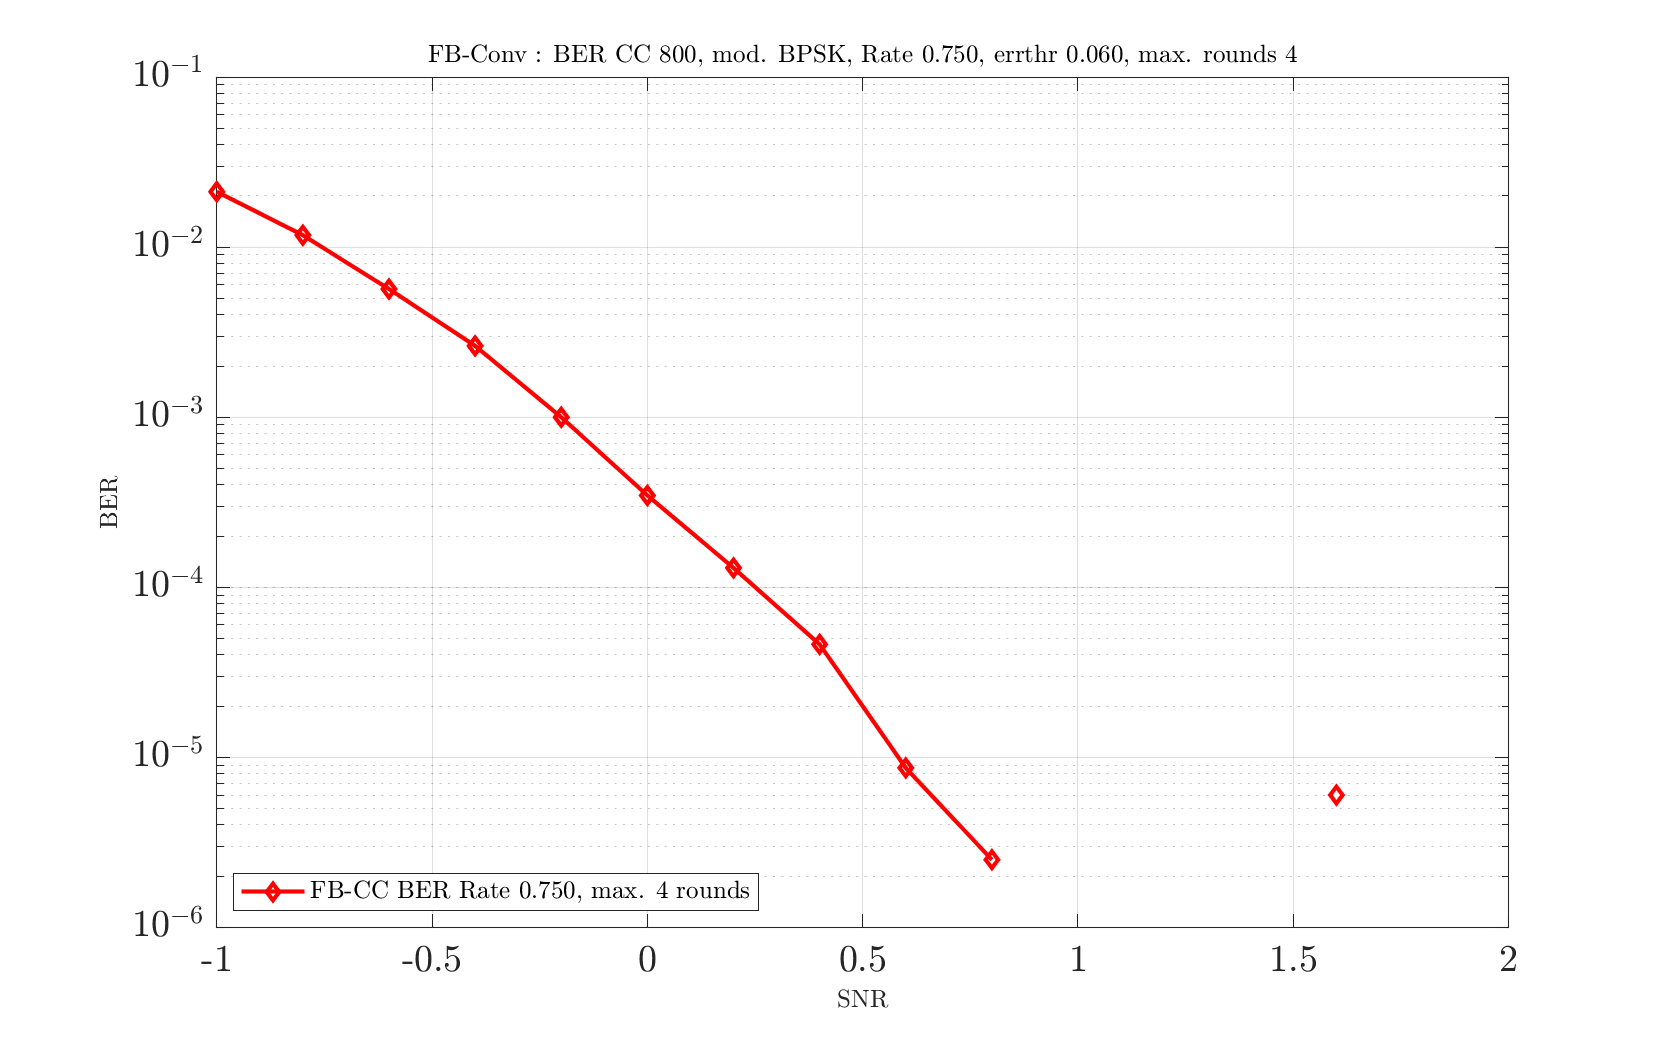 FB-Conv : BER CC 800, mod. BPSK, Rate 0.750, errthr 0.060, max. rounds 4
10^{-1}
10^{-2}
10^{-3}
10^{-4}
10^{-5}
10^{-6}
BER
FB-CC BER Rate 0.750, max. 4 rounds
-1 -0.5 0 0.5 1 1.5 2
SNR